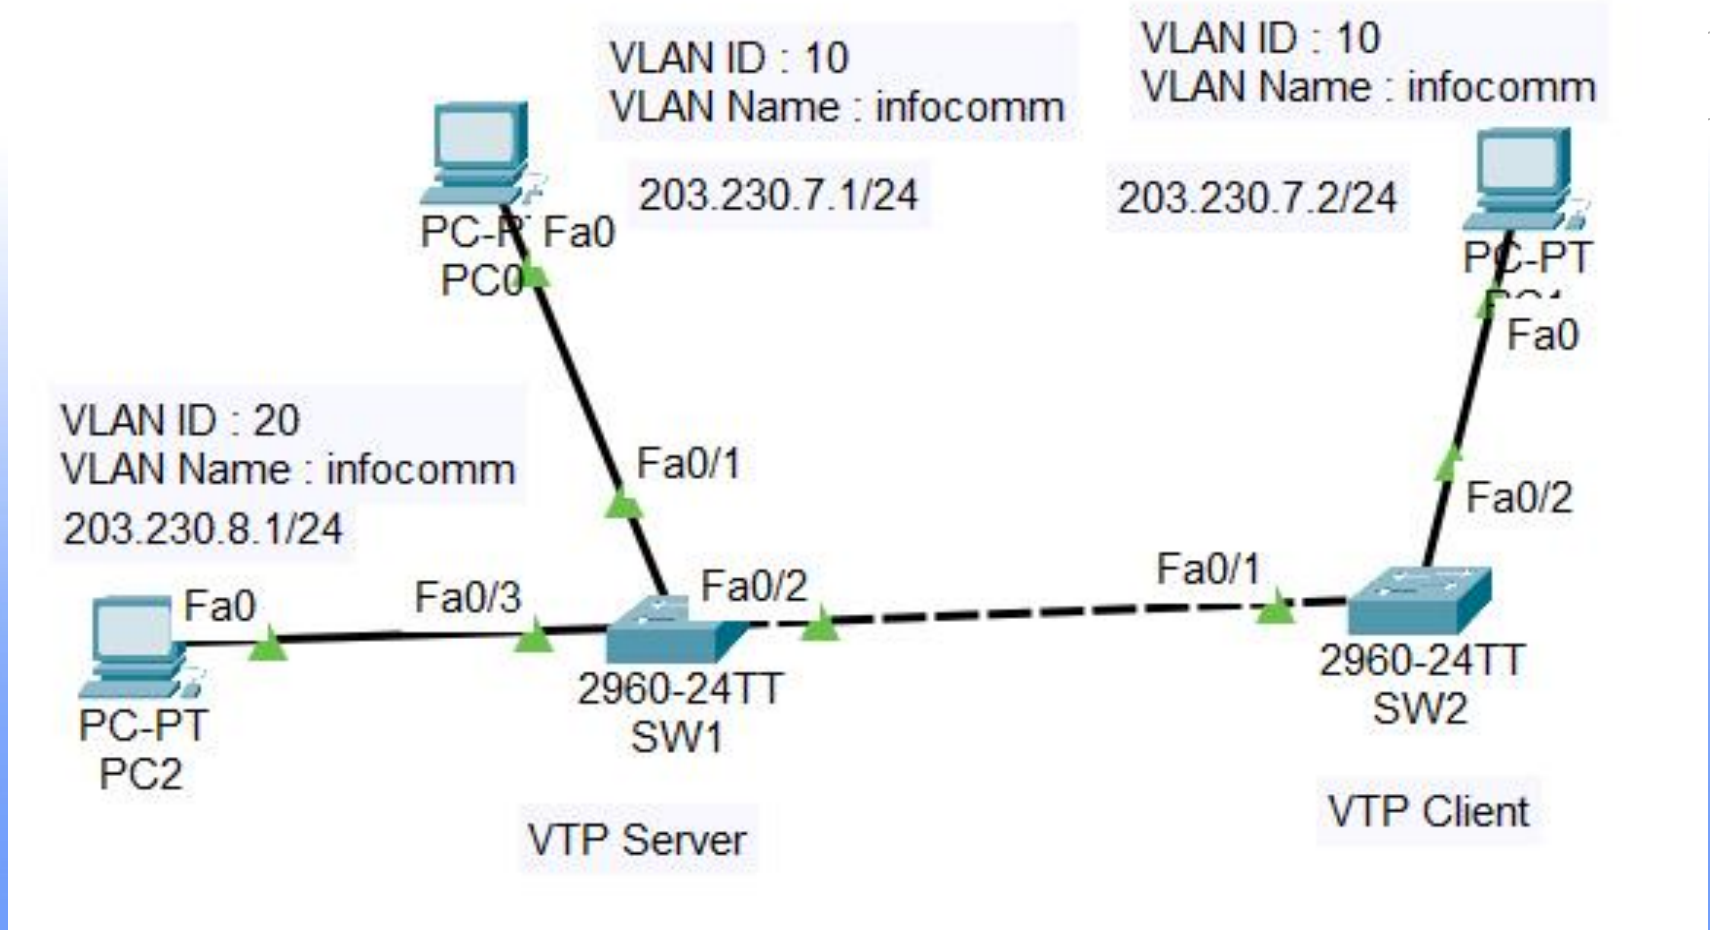 VLAN ID : 10
VLAN Name : infocomm
203.230.7.1/24
VLAN ID : 10
VLAN Name : infocomm
203.230.7.2/24
Fa0
PC0
PC-PT
Fa0
Fa0/1
Fa0/2
VLAN ID : 20
VLAN Name : infocomm
203.230.8.1/24
Fa0
Fa0/3
Fa0/2
Fa0/1
PC-PT
PC2
2960-24TT
SW1
2960-24TT
SW2
VTP Server
VTP Client